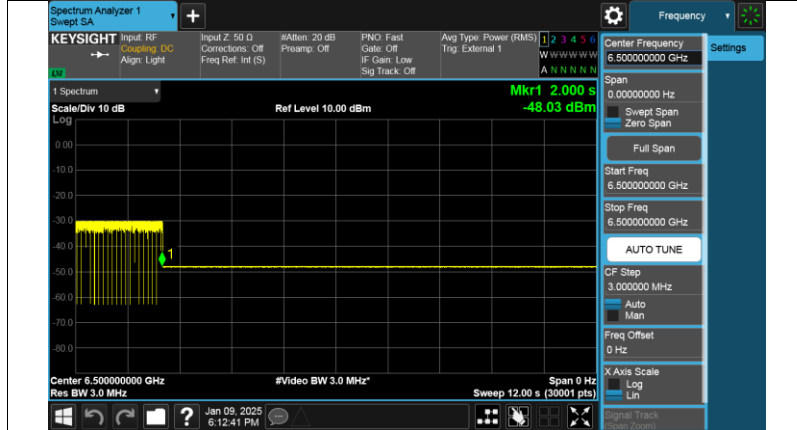 Spectrum Analyzer 1
Swept SA
Frequency
KEYSIGHT
Input: RF
Coupling: DC
Align: Light
Input Z: 50 Ω
Corrections: Off
Freq Ref: Int (S)
#Atten: 20 dB
Preamp: Off
PNO: Fast
Gate: Off
IF Gain: Low
Sig Track: Off
Avg Type: Power (RMS)
Trig: External 1
1 2 3 4 5 6
W W W W W W
A N N N N N
LXI
1 Spectrum
Mkr1 2.000 s
-48.03 dBm
Scale/Div 10 dB
Ref Level 10.00 dBm
Log
0.00
-10.0
-20.0
-30.0
-40.0
-50.0
-60.0
-70.0
-80.0
1
Center 6.500000000 GHz
#Video BW 3.0 MHz*
Span 0 Hz
Res BW 3.0 MHz
Sweep 12.00 s (30001 pts)
Jan 09, 2025
6:12:41 PM
Center Frequency
6.500000000 GHz
Settings
Span
0.00000000 Hz
Swept Span
Zero Span
Full Span
Start Freq
6.500000000 GHz
Stop Freq
6.500000000 GHz
AUTO TUNE
CF Step
3.000000 MHz
Auto
Man
Freq Offset
0 Hz
X Axis Scale
Log
Lin
Signal Track
(Span Zoom)